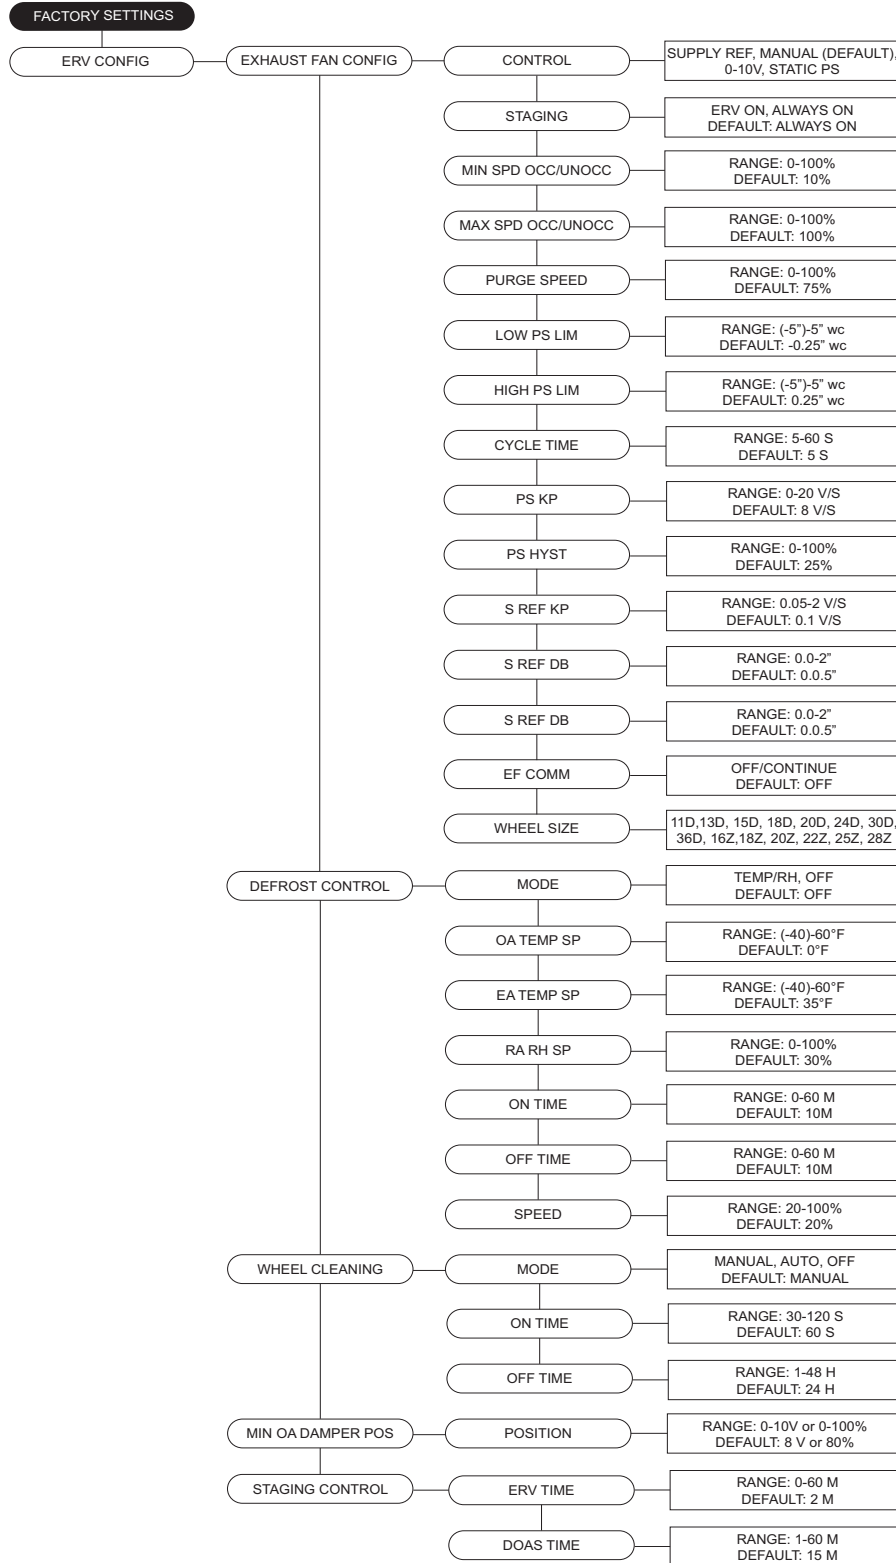 FACTORY SETTINGS
ERV CONFIG
EXHAUST FAN CONFIG
CONTROL
SUPPLY REF, MANUAL (DEFAULT),
0-10V, STATIC PS
STAGING
ERV ON, ALWAYS ON
DEFAULT: ALWAYS ON
MIN SPD OCC/UNOCC
RANGE: 0-100%
DEFAULT: 10%
MAX SPD OCC/UNOCC
RANGE: 0-100%
DEFAULT: 100%
PURGE SPEED
RANGE: 0-100%
DEFAULT: 75%
LOW PS LIM
RANGE: (-5”)-5” wc
DEFAULT: -0.25” wc
HIGH PS LIM
RANGE: (-5”)-5” wc
DEFAULT: 0.25” wc
CYCLE TIME
RANGE: 5-60 S
DEFAULT: 5 S
PS KP
RANGE: 0-20 V/S
DEFAULT: 8 V/S
PS HYST
RANGE: 0-100%
DEFAULT: 25%
S REF KP
RANGE: 0.05-2 V/S
DEFAULT: 0.1 V/S
S REF DB
RANGE: 0.0-2”
DEFAULT: 0.0.5”
S REF DB
RANGE: 0.0-2”
DEFAULT: 0.0.5”
EF COMM
OFF/CONTINUE
DEFAULT: OFF
WHEEL SIZE
11D,13D, 15D, 18D, 20D, 24D, 30D,
36D, 16Z,18Z, 20Z, 22Z, 25Z, 28Z
DEFROST CONTROL
MODE
TEMP/RH, OFF
DEFAULT: OFF
OA TEMP SP
RANGE: (-40)-60°F
DEFAULT: 0°F
EA TEMP SP
RANGE: (-40)-60°F
DEFAULT: 35°F
RA RH SP
RANGE: 0-100%
DEFAULT: 30%
ON TIME
RANGE: 0-60 M
DEFAULT: 10M
OFF TIME
RANGE: 0-60 M
DEFAULT: 10M
SPEED
RANGE: 20-100%
DEFAULT: 20%
WHEEL CLEANING
MODE
MANUAL, AUTO, OFF
DEFAULT: MANUAL
ON TIME
RANGE: 30-120 S
DEFAULT: 60 S
OFF TIME
RANGE: 1-48 H
DEFAULT: 24 H
MIN OA DAMPER POS
POSITION
RANGE: 0-10V or 0-100%
DEFAULT: 8 V or 80%
STAGING CONTROL
ERV TIME
RANGE: 0-60 M
DEFAULT: 2 M
DOAS TIME
RANGE: 1-60 M
DEFAULT: 15 M